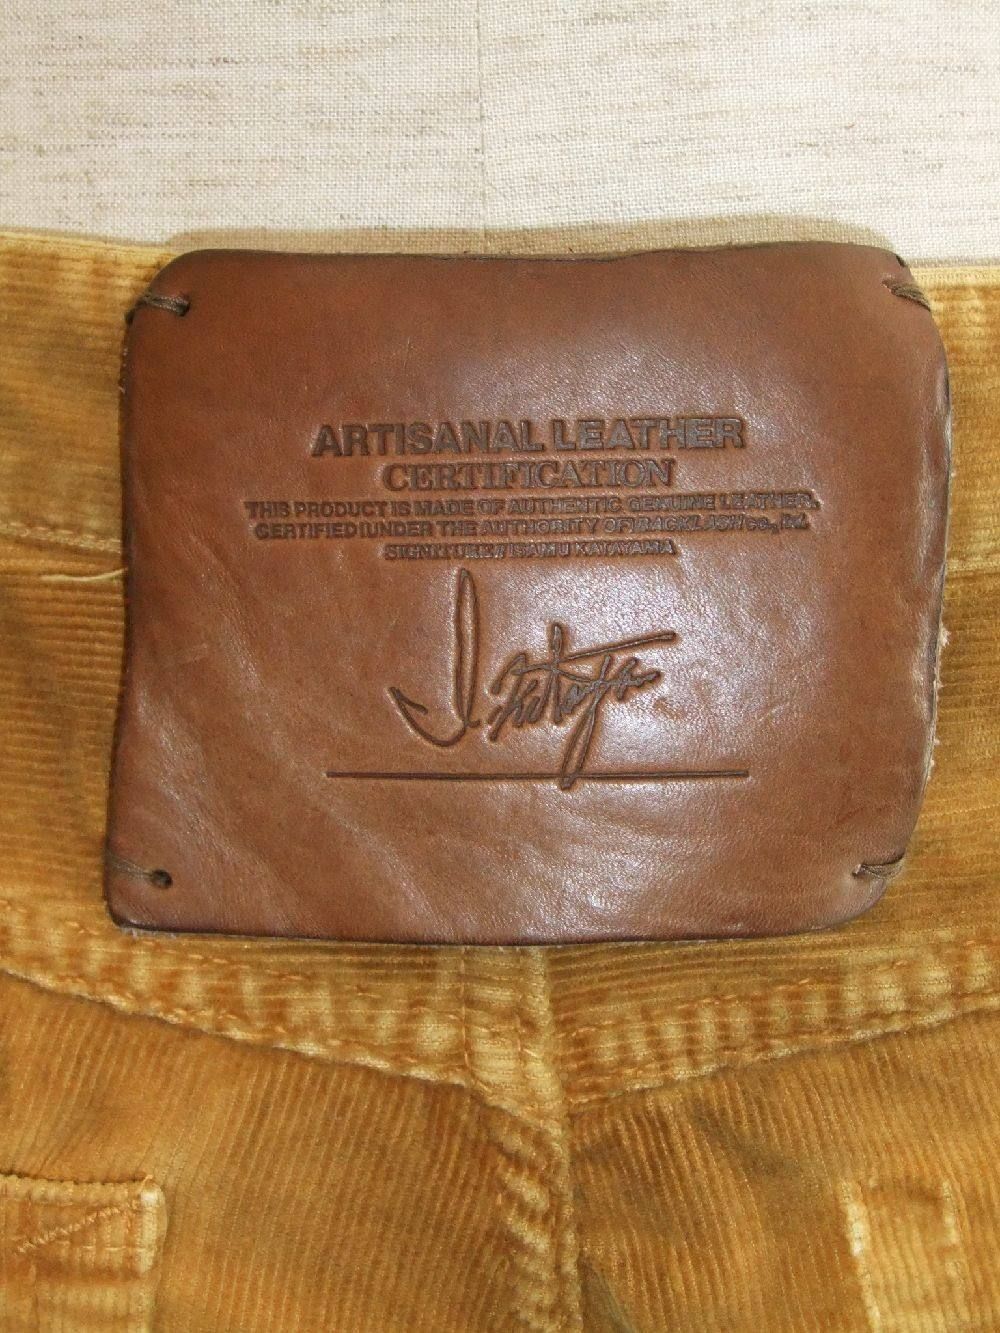 ARTISANAL LEATHER
CERTIFICATION
THIS PRODUCT IS MADE OF AUTHENTIC GENUINE LEATHER.
CERTIFIED UNDER THE AUTHORITY OF BACKLASH co., ltd.
SIGNITURE // ISAMU KATAYAMA